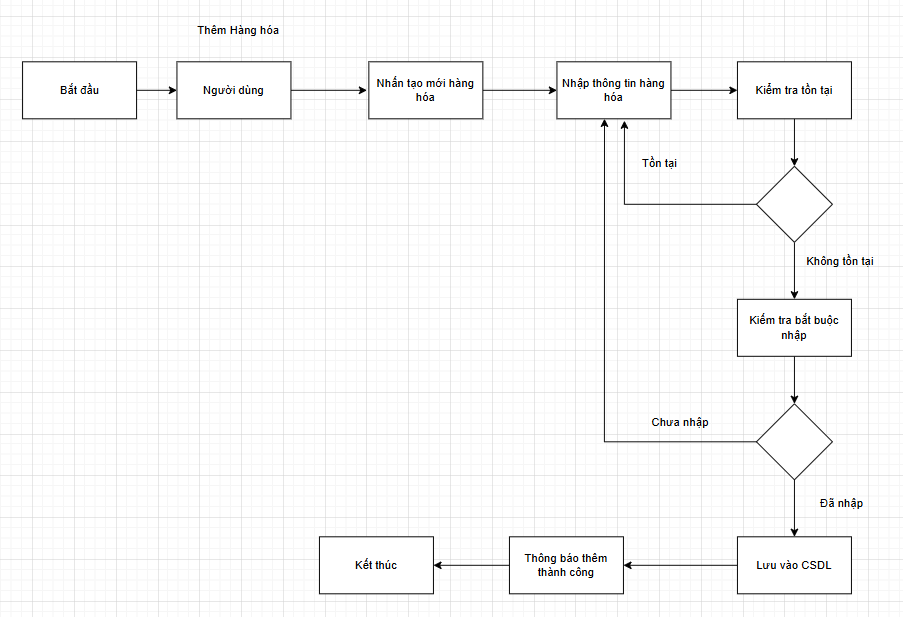 Thêm Hàng hóa
Bắt đầu
Người dùng
Nhấn tạo mới hàng
hóa
Nhập thông tin hàng
hóa
Kiểm tra tồn tại
Tồn tại
Không tồn tại
Kiểm tra bắt buộc
nhập
Chưa nhập
Đã nhập
Kết thúc
Thông báo thêm
thành công
Lưu vào CSDL